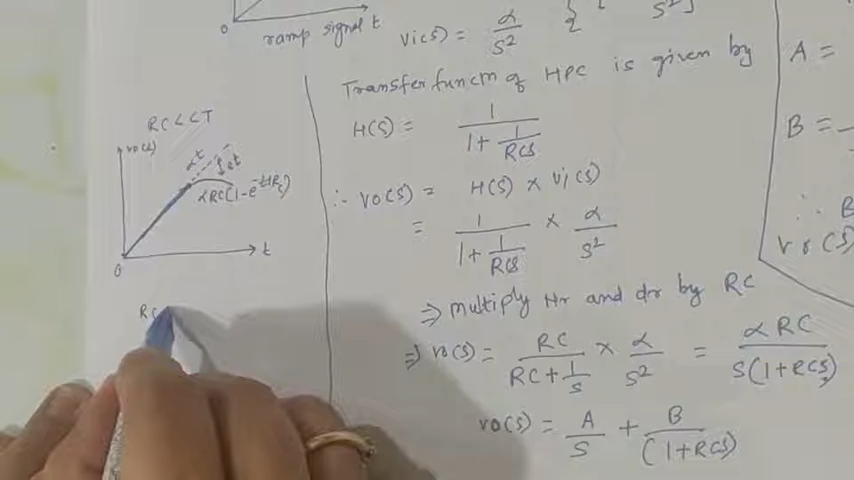 0
ramp signal t
RC<<T
vo(t)
αt
et
αRC(1-e^-t/RC)
0
t
RC
Vi(s) = α/s²
s²
Transfer funcn of HPC is given by
H(s) = 1/(1+1/RCS)
∴ Vo(s) = H(s) × Vi(s)
= 1/(1+1/RCS) × α/s²
⇒ multiply Nr and dr by RC
⇒ Vo(s) = RC/(RC+1/s) × α/s² = αRC/(S(1+RCS))
Vo(s) = A/S + B/(1+RCS)
A =
B =
∴ B